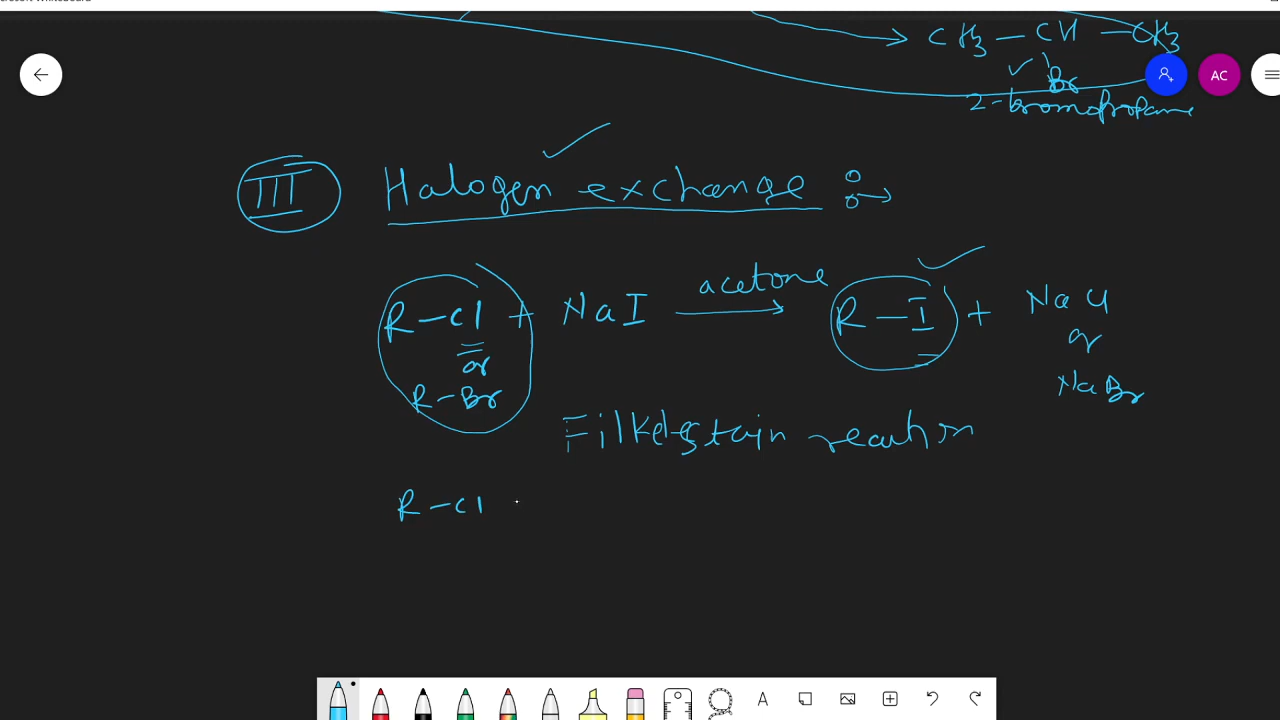 CH3 — CH — CH3
Br
2-bromopropane
AC
III Halogen exchange
R — Cl + NaI acetone R — I + NaCl
or or
R — Br NaBr
Filkelstain reaction
R — Cl
A